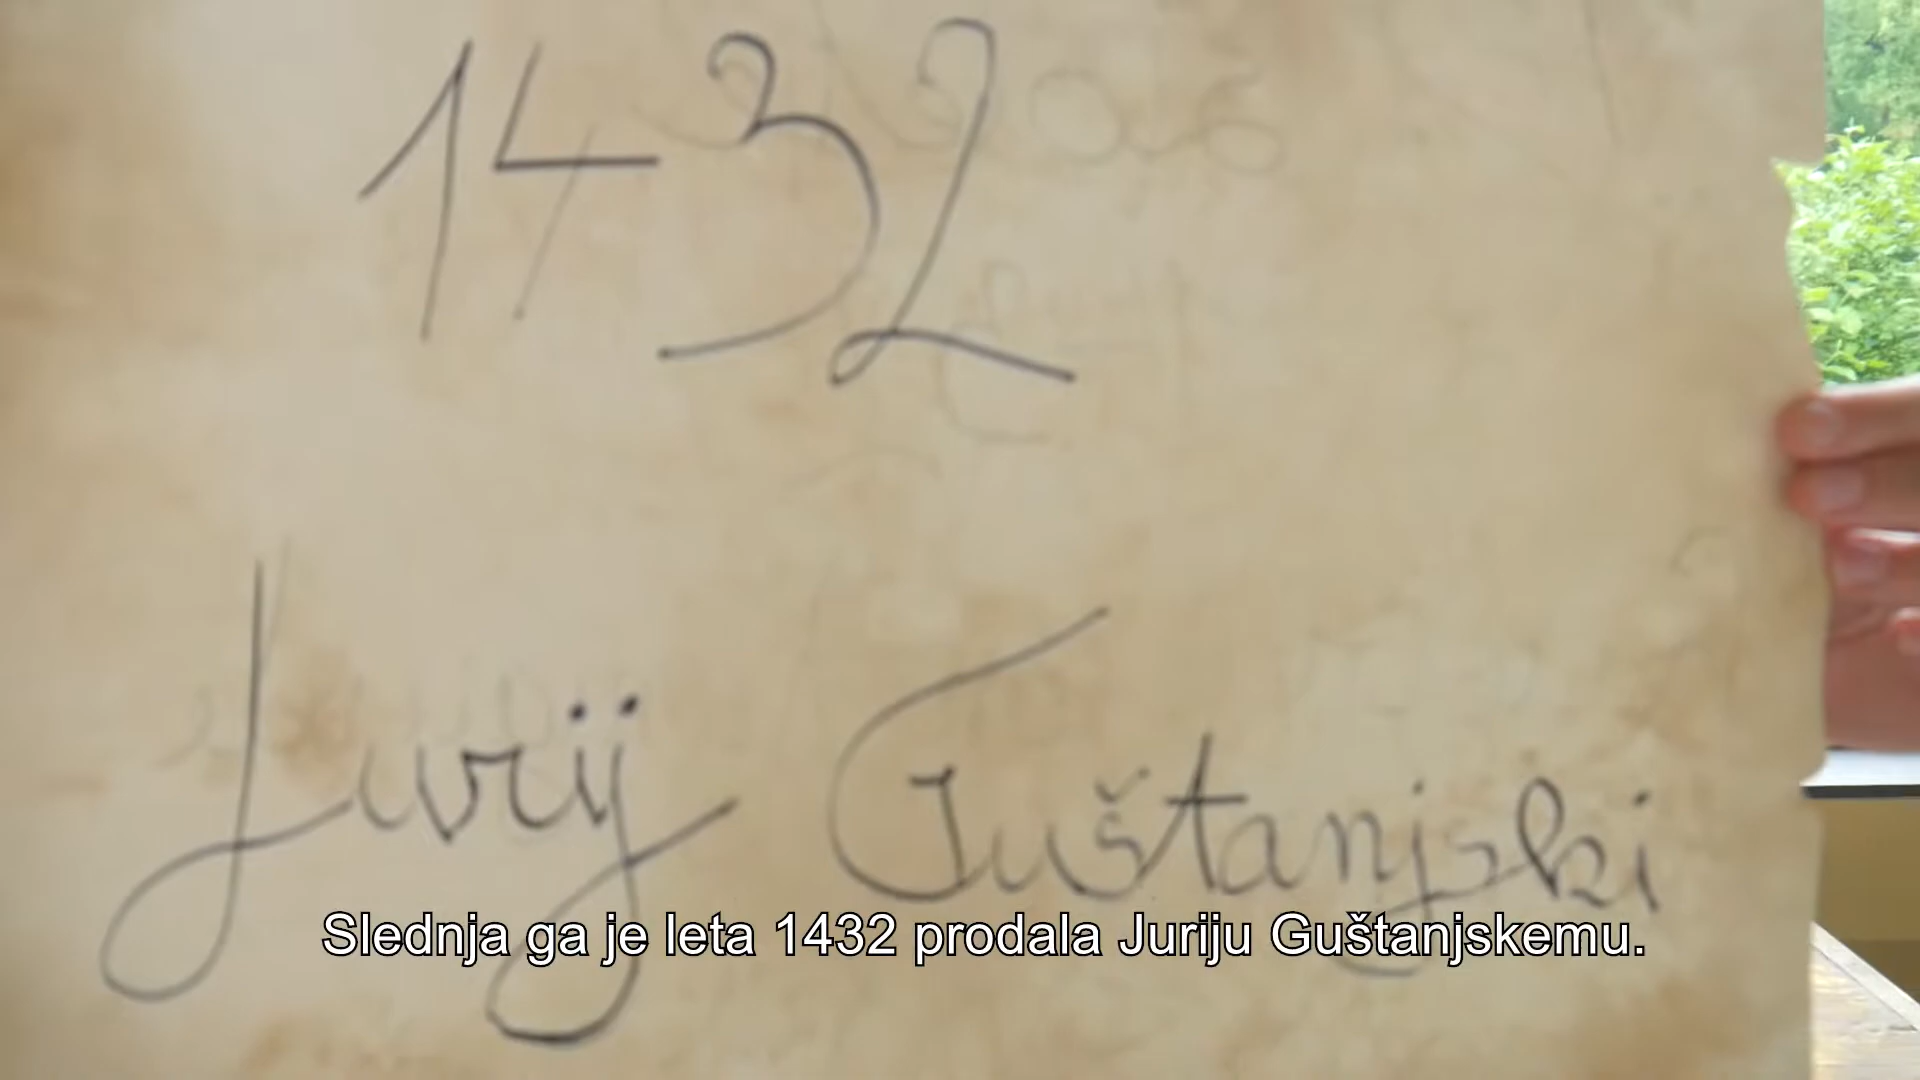 1432
Jurij Guštanjski
Slednja ga je leta 1432 prodala Juriju Guštanjskemu.